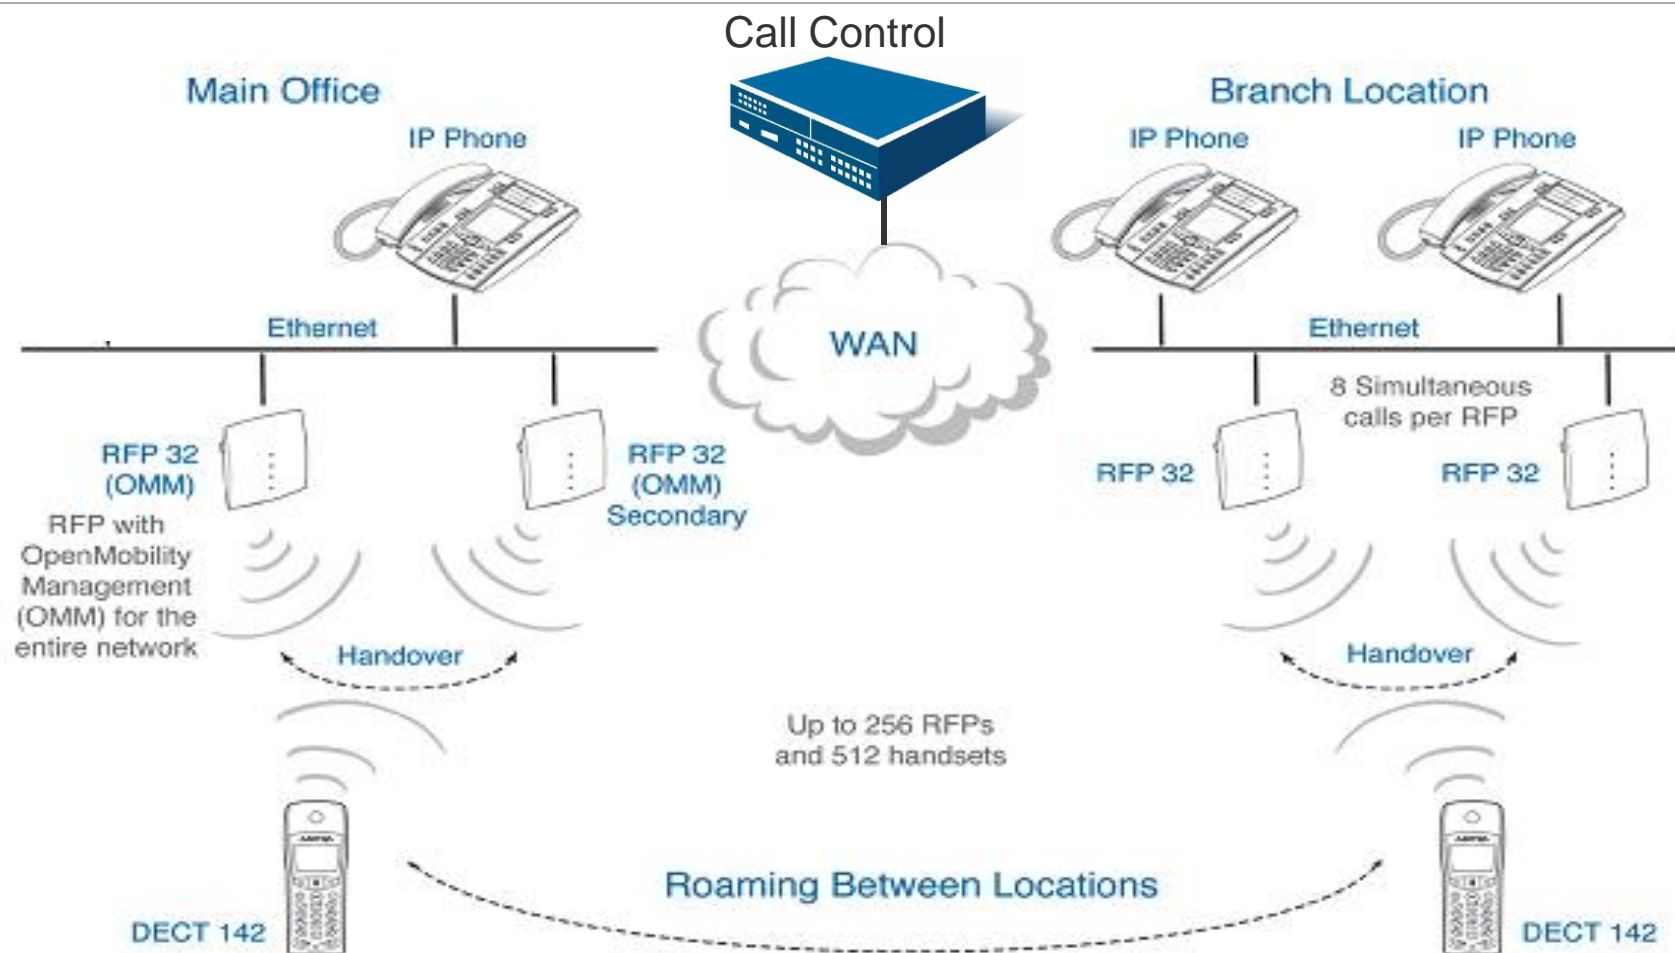 Call Control
Main Office
Branch Location
IP Phone
IP Phone
IP Phone
Ethernet
WAN
Ethernet
8 Simultaneous
calls per RFP
RFP 32
(OMM)
RFP 32
(OMM)
Secondary
RFP 32
RFP 32
RFP with
OpenMobility
Management
(OMM) for the
entire network
Handover
Handover
Up to 256 RFPs
and 512 handsets
Roaming Between Locations
DECT 142
DECT 142